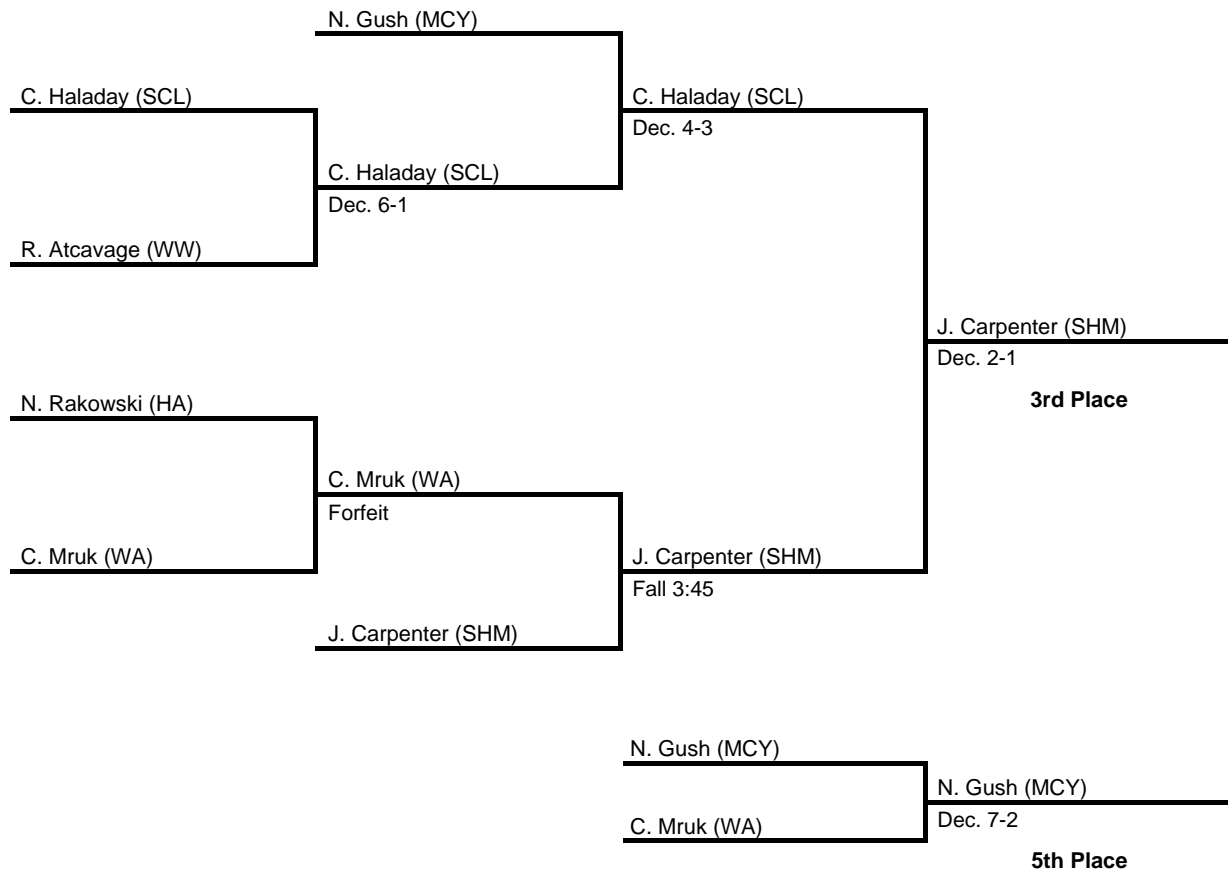 N. Gush (MCY)
C. Haladay (SCL)
C. Haladay (SCL)
Dec. 4-3
C. Haladay (SCL)
Dec. 6-1
R. Atcavage (WW)
J. Carpenter (SHM)
Dec. 2-1
3rd Place
N. Rakowski (HA)
C. Mruk (WA)
Forfeit
C. Mruk (WA)
J. Carpenter (SHM)
Fall 3:45
J. Carpenter (SHM)
N. Gush (MCY)
N. Gush (MCY)
Dec. 7-2
C. Mruk (WA)
5th Place